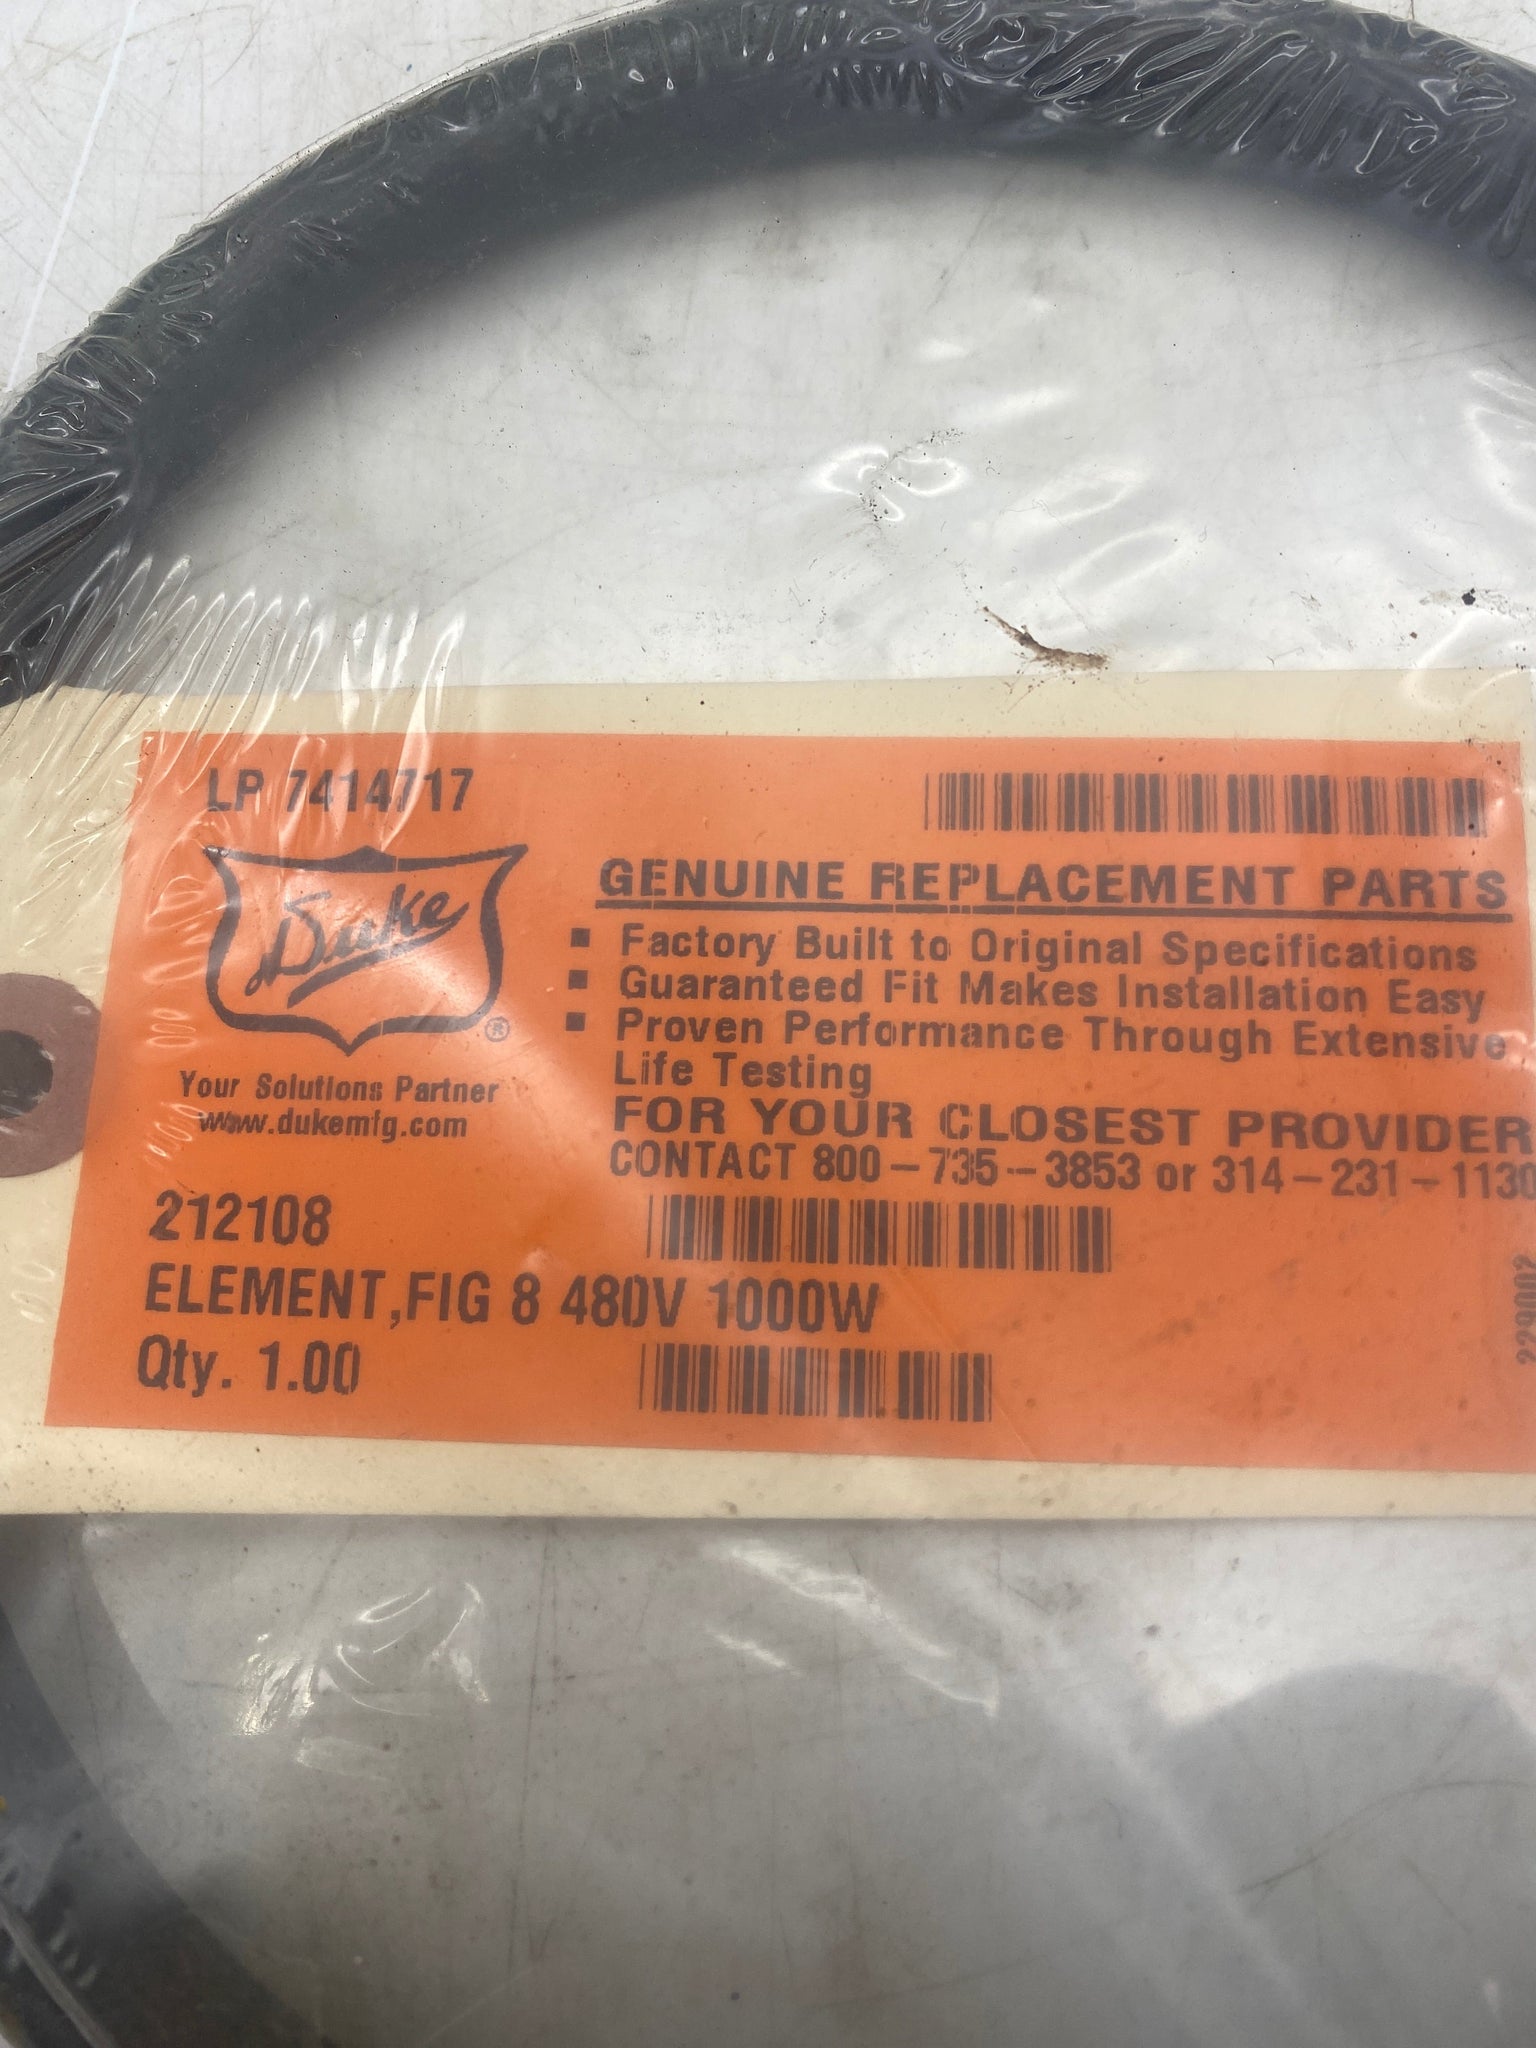 LP 7414717
Duke
®
Your Solutions Partner
www.dukemfg.com
GENUINE REPLACEMENT PARTS
▪ Factory Built to Original Specifications
▪ Guaranteed Fit Makes Installation Easy
▪ Proven Performance Through Extensive
Life Testing
FOR YOUR CLOSEST PROVIDER
CONTACT 800-735-3853 or 314-231-1130
212108
ELEMENT,FIG 8 480V 1000W
Qty. 1.00